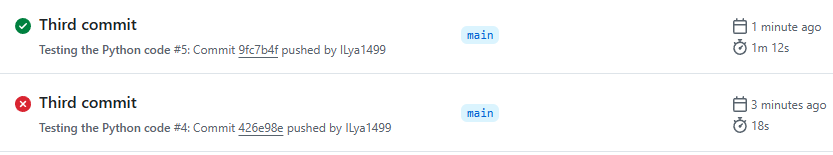 Third commit
Testing the Python code #5: Commit 9fc7b4f pushed by ILya1499
main
1 minute ago
1m 12s
Third commit
Testing the Python code #4: Commit 426e98e pushed by ILya1499
main
3 minutes ago
18s